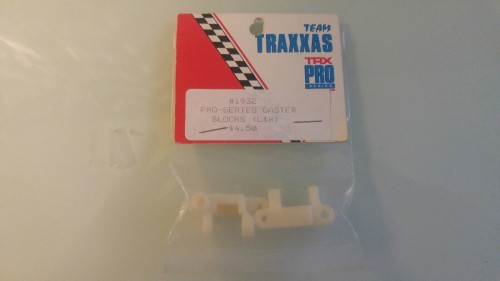 TEAM
TRAXXAS
TRX
PRO
SERIES
#1932
PRO-SERIES CASTER
BLOCKS (L&R)
$4.50